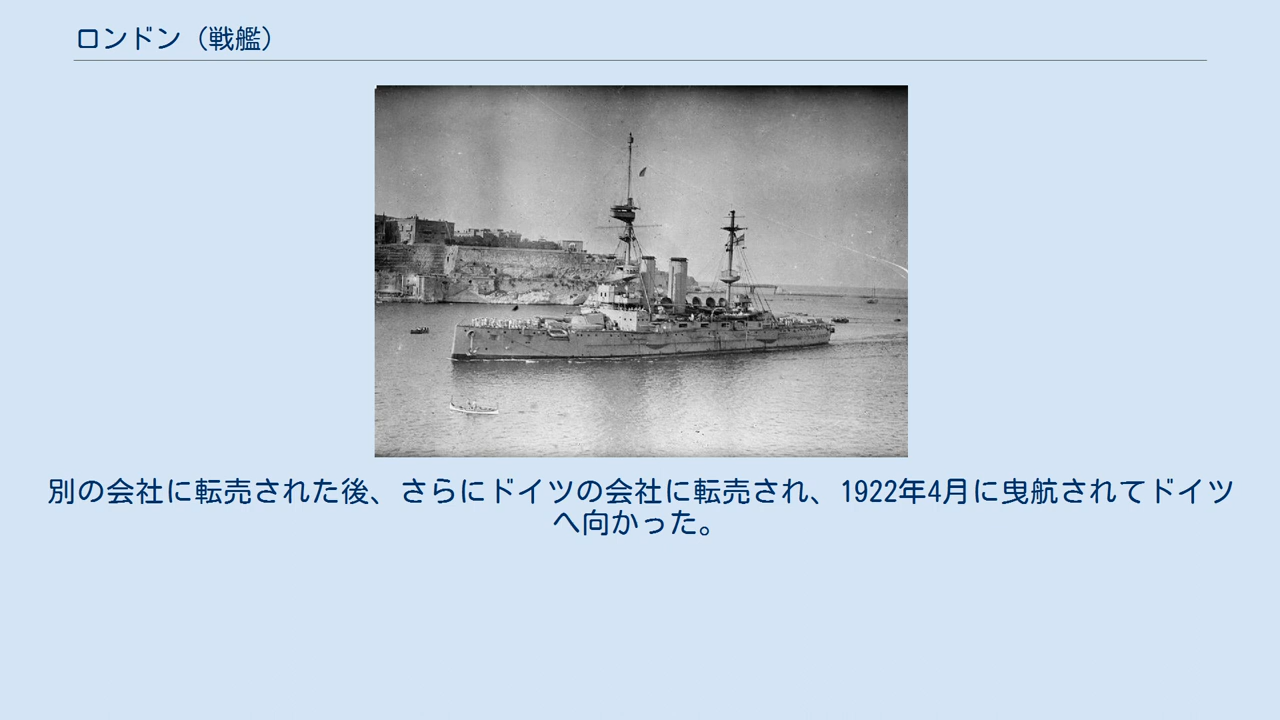 ロンドン（戦艦）
別の会社に転売された後、さらにドイツの会社に転売され、1922年4月に曳航されてドイツ
へ向かった。